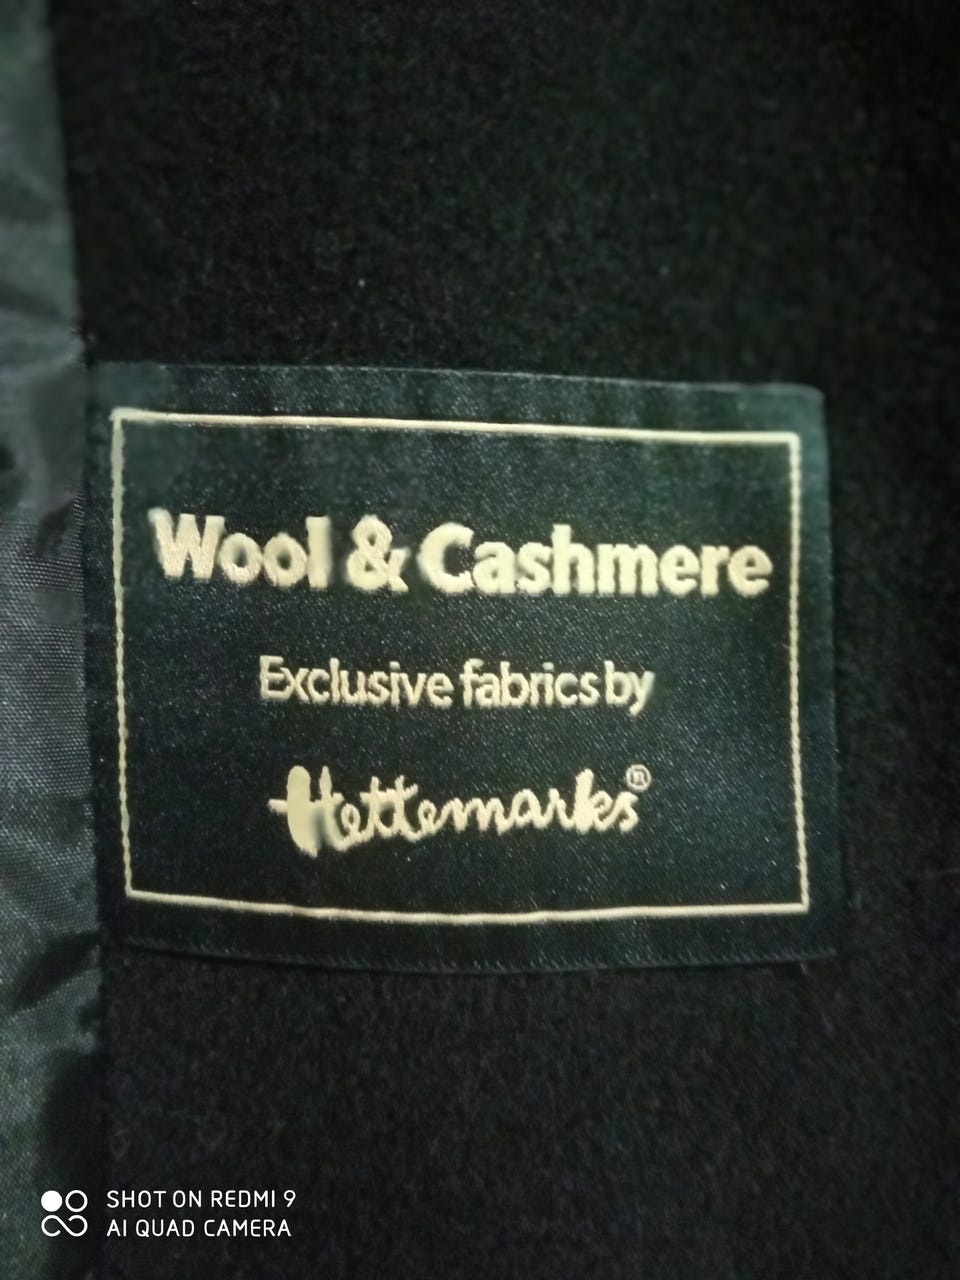 Wool & Cashmere
Exclusive fabrics by
Hettemarks®
SHOT ON REDMI 9
AI QUAD CAMERA